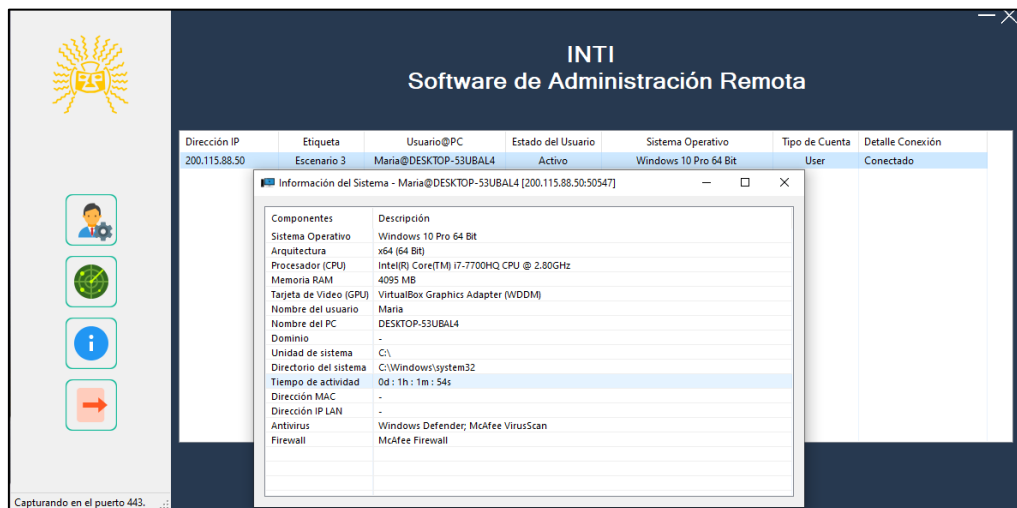 INTI
Software de Administración Remota
Dirección IP Etiqueta Usuario@PC Estado del Usuario Sistema Operativo Tipo de Cuenta Detalle Conexión
200.115.88.50 Escenario 3 Maria@DESKTOP-53UBAL4 Activo Windows 10 Pro 64 Bit User Conectado
Información del Sistema - Maria@DESKTOP-53UBAL4 [200.115.88.50:50547]
Componentes Descripción
Sistema Operativo Windows 10 Pro 64 Bit
Arquitectura x64 (64 Bit)
Procesador (CPU) Intel(R) Core(TM) i7-7700HQ CPU @ 2.80GHz
Memoria RAM 4095 MB
Tarjeta de Video (GPU) VirtualBox Graphics Adapter (WDDM)
Nombre del usuario Maria
Nombre del PC DESKTOP-53UBAL4
Dominio -
Unidad de sistema C:\
Directorio del sistema C:\Windows\system32
Tiempo de actividad 0d : 1h : 1m : 54s
Dirección MAC -
Dirección IP LAN -
Antivirus Windows Defender; McAfee VirusScan
Firewall McAfee Firewall
Capturando en el puerto 443.